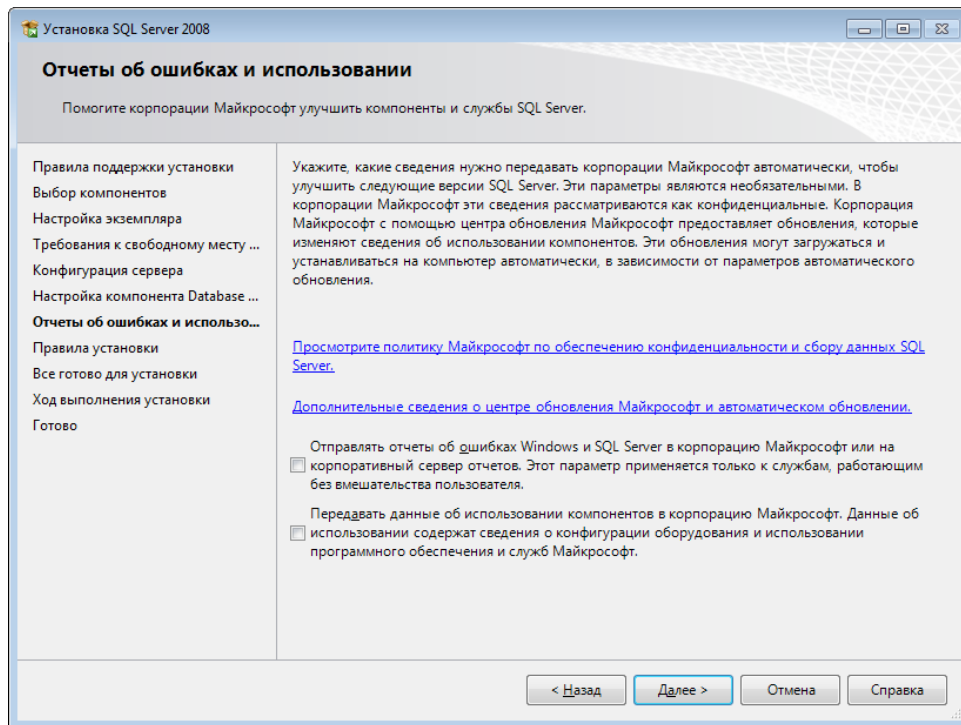 Установка SQL Server 2008
Отчеты об ошибках и использовании
Помогите корпорации Майкрософт улучшить компоненты и службы SQL Server.
Правила поддержки установки
Выбор компонентов
Настройка экземпляра
Требования к свободному месту ...
Конфигурация сервера
Настройка компонента Database ...
Отчеты об ошибках и использо...
Правила установки
Все готово для установки
Ход выполнения установки
Готово
Укажите, какие сведения нужно передавать корпорации Майкрософт автоматически, чтобы
улучшить следующие версии SQL Server. Эти параметры являются необязательными. В
корпорации Майкрософт эти сведения рассматриваются как конфиденциальные. Корпорация
Майкрософт с помощью центра обновления Майкрософт предоставляет обновления, которые
изменяют сведения об использовании компонентов. Эти обновления могут загружаться и
устанавливаться на компьютер автоматически, в зависимости от параметров автоматического
обновления.
Просмотрите политику Майкрософт по обеспечению конфиденциальности и сбору данных SQL
Server.
Дополнительные сведения о центре обновления Майкрософт и автоматическом обновлении.
Отправлять отчеты об ошибках Windows и SQL Server в корпорацию Майкрософт или на
корпоративный сервер отчетов. Этот параметр применяется только к службам, работающим
без вмешательства пользователя.
Передавать данные об использовании компонентов в корпорацию Майкрософт. Данные об
использовании содержат сведения о конфигурации оборудования и использовании
программного обеспечения и служб Майкрософт.
< Назад
Далее >
Отмена
Справка